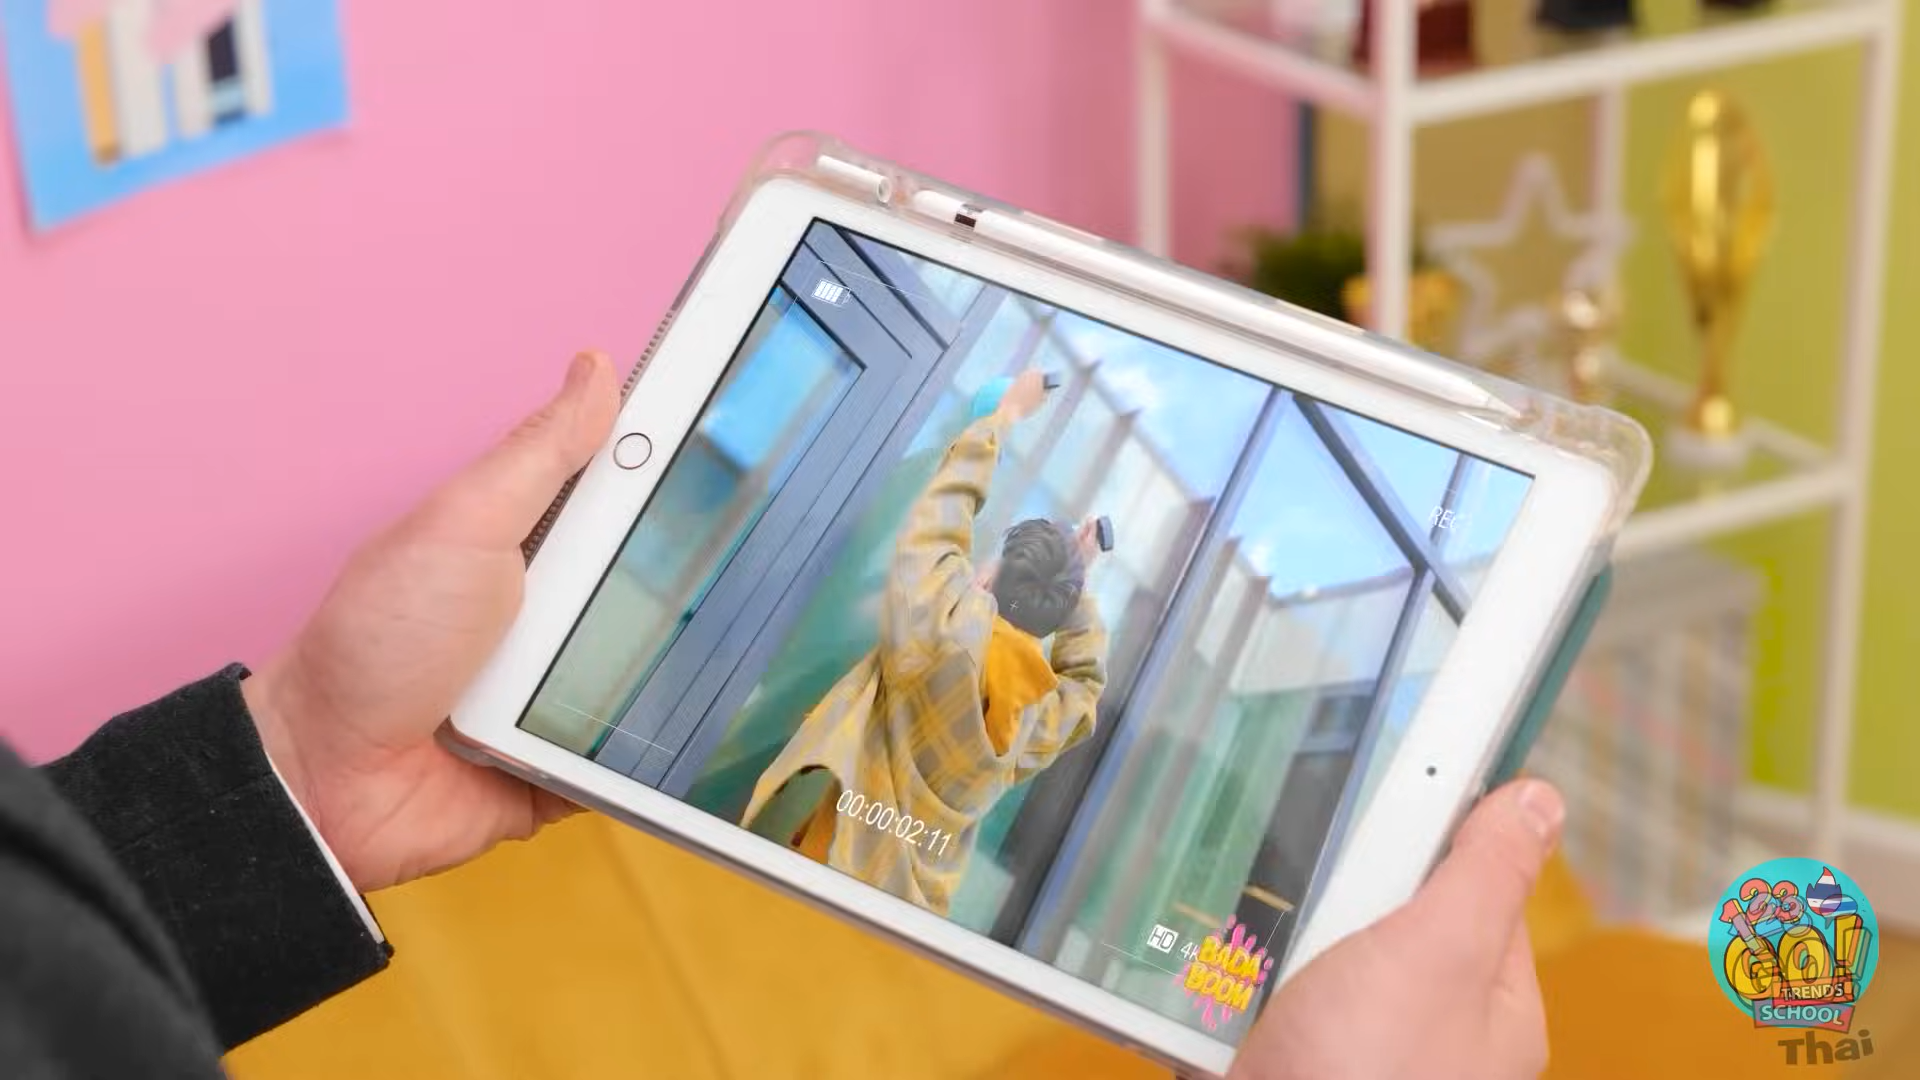 REC
00:00:02:11
HD 4K
BADA
BOOM
123
GO!
TRENDS
SCHOOL
Thai